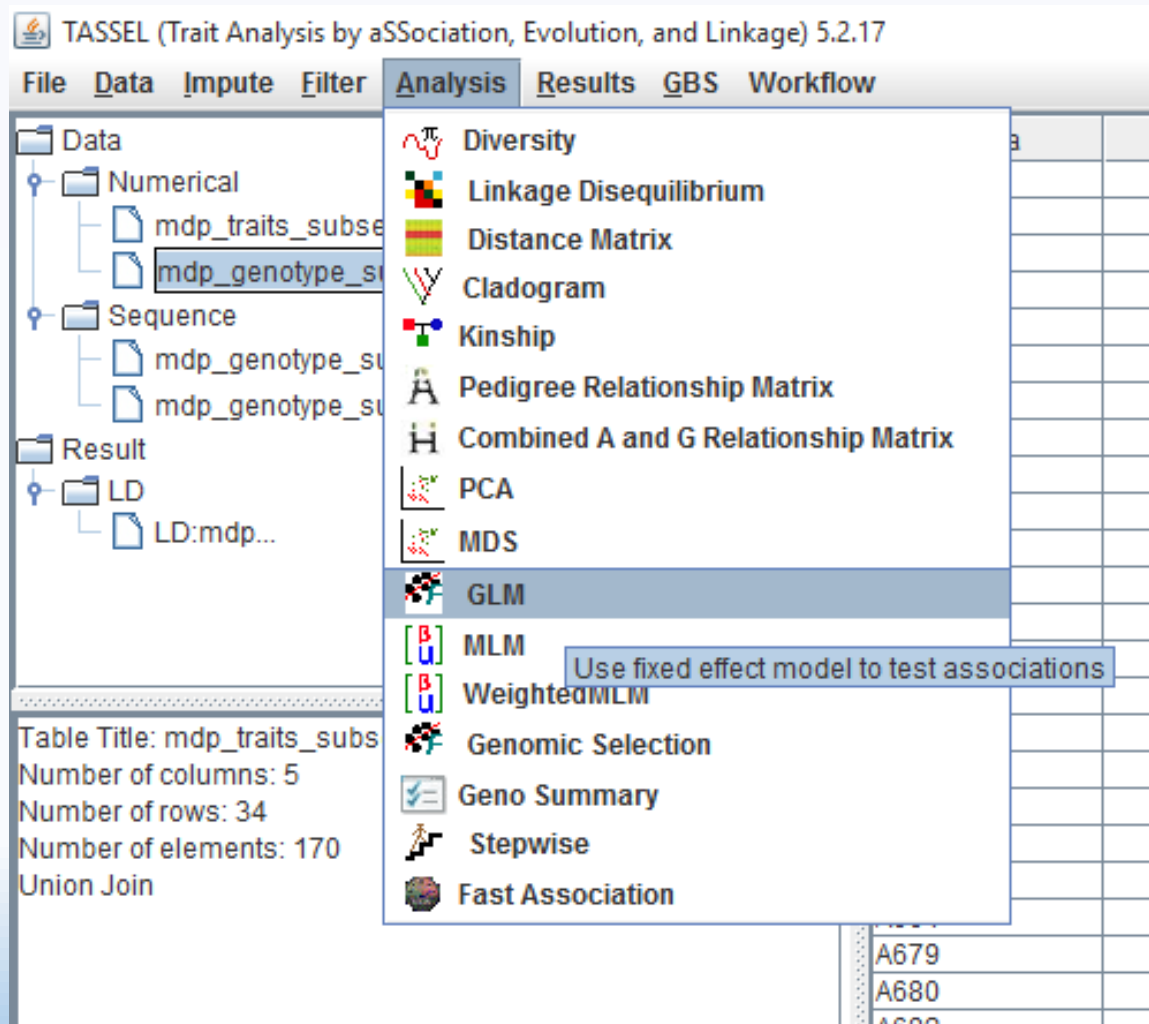 TASSEL (Trait Analysis by aSSociation, Evolution, and Linkage) 5.2.17
File Data Impute Filter Analysis Results GBS Workflow
Data
Numerical
mdp_traits_subse
mdp_genotype_su
Sequence
mdp_genotype_su
mdp_genotype_su
Result
LD
LD:mdp...
Diversity
Linkage Disequilibrium
Distance Matrix
Cladogram
Kinship
Pedigree Relationship Matrix
Combined A and G Relationship Matrix
PCA
MDS
GLM
MLM
Use fixed effect model to test associations
WeightedMLM
Genomic Selection
Geno Summary
Stepwise
Fast Association
Table Title: mdp_traits_subs
Number of columns: 5
Number of rows: 34
Number of elements: 170
Union Join
A679
A680